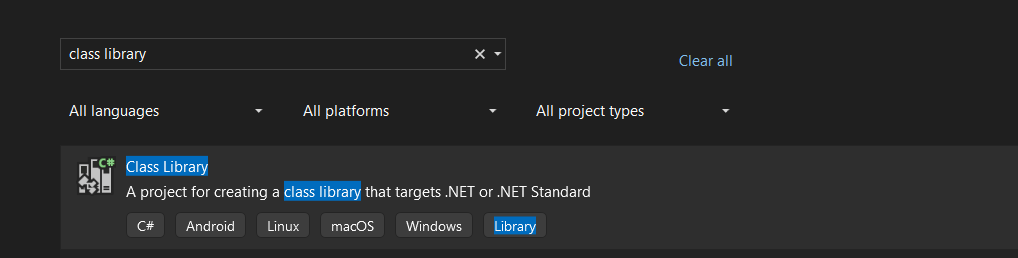 class library
Clear all
All languages All platforms All project types
C# Class Library
A project for creating a class library that targets .NET or .NET Standard
C# Android Linux macOS Windows Library